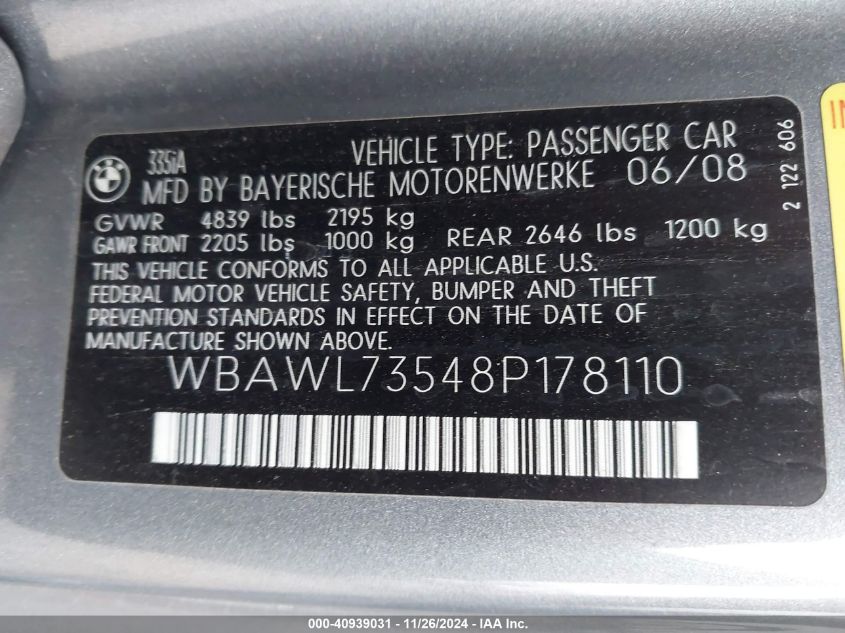 335iA VEHICLE TYPE: PASSENGER CAR
MFD BY BAYERISCHE MOTORENWERKE 06/08
GVWR 4839 lbs 2195 kg
GAWR FRONT 2205 lbs 1000 kg REAR 2646 lbs 1200 kg
THIS VEHICLE CONFORMS TO ALL APPLICABLE U.S.
FEDERAL MOTOR VEHICLE SAFETY, BUMPER AND THEFT
PREVENTION STANDARDS IN EFFECT ON THE DATE OF
MANUFACTURE SHOWN ABOVE.
WBAWL73548P178110
2 122 606
000-40939031 - 11/26/2024 - IAA Inc.